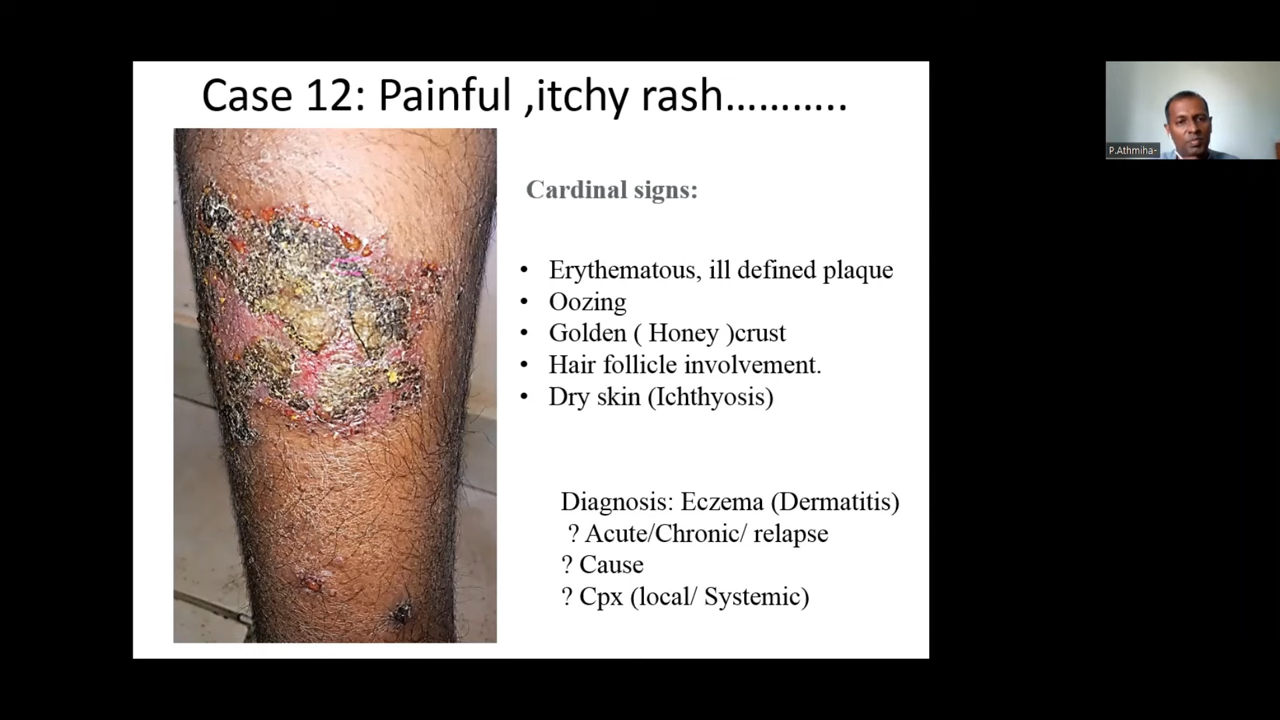 Case 12: Painful ,itchy rash………..
P.Athmiha-
Cardinal signs:
• Erythematous, ill defined plaque
• Oozing
• Golden ( Honey )crust
• Hair follicle involvement.
• Dry skin (Ichthyosis)
Diagnosis: Eczema (Dermatitis)
? Acute/Chronic/ relapse
? Cause
? Cpx (local/ Systemic)